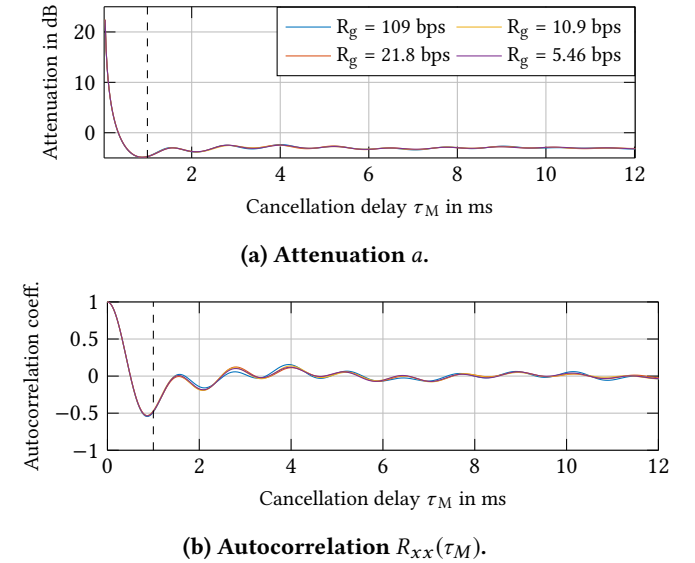 Attenuation in dB
20
10
0
R_g = 109 bps
R_g = 10.9 bps
R_g = 21.8 bps
R_g = 5.46 bps
2 4 6 8 10 12
Cancellation delay τ_M in ms
(a) Attenuation a.
Autocorrelation coeff.
1
0.5
0
−0.5
−1
0 2 4 6 8 10 12
Cancellation delay τ_M in ms
(b) Autocorrelation R_xx(τ_M).